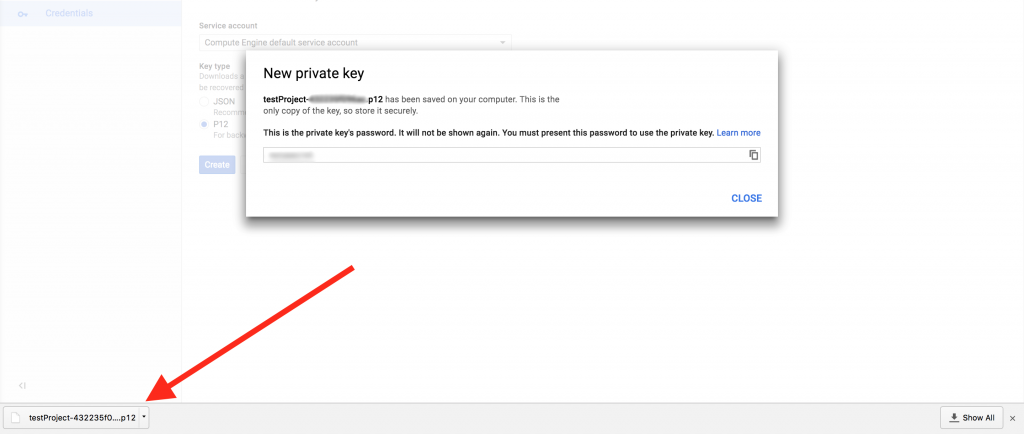 Credentials
Service account
Compute Engine default service account
New private key
Key type
Downloads a
testProject- .p12 has been saved on your computer. This is the
be recovered
only copy of the key, so store it securely.
JSON
Recomm
P12
This is the private key's password. It will not be shown again. You must present this password to use the private key. Learn more
For backw
Create
CLOSE
testProject-432235f0....p12
Show All